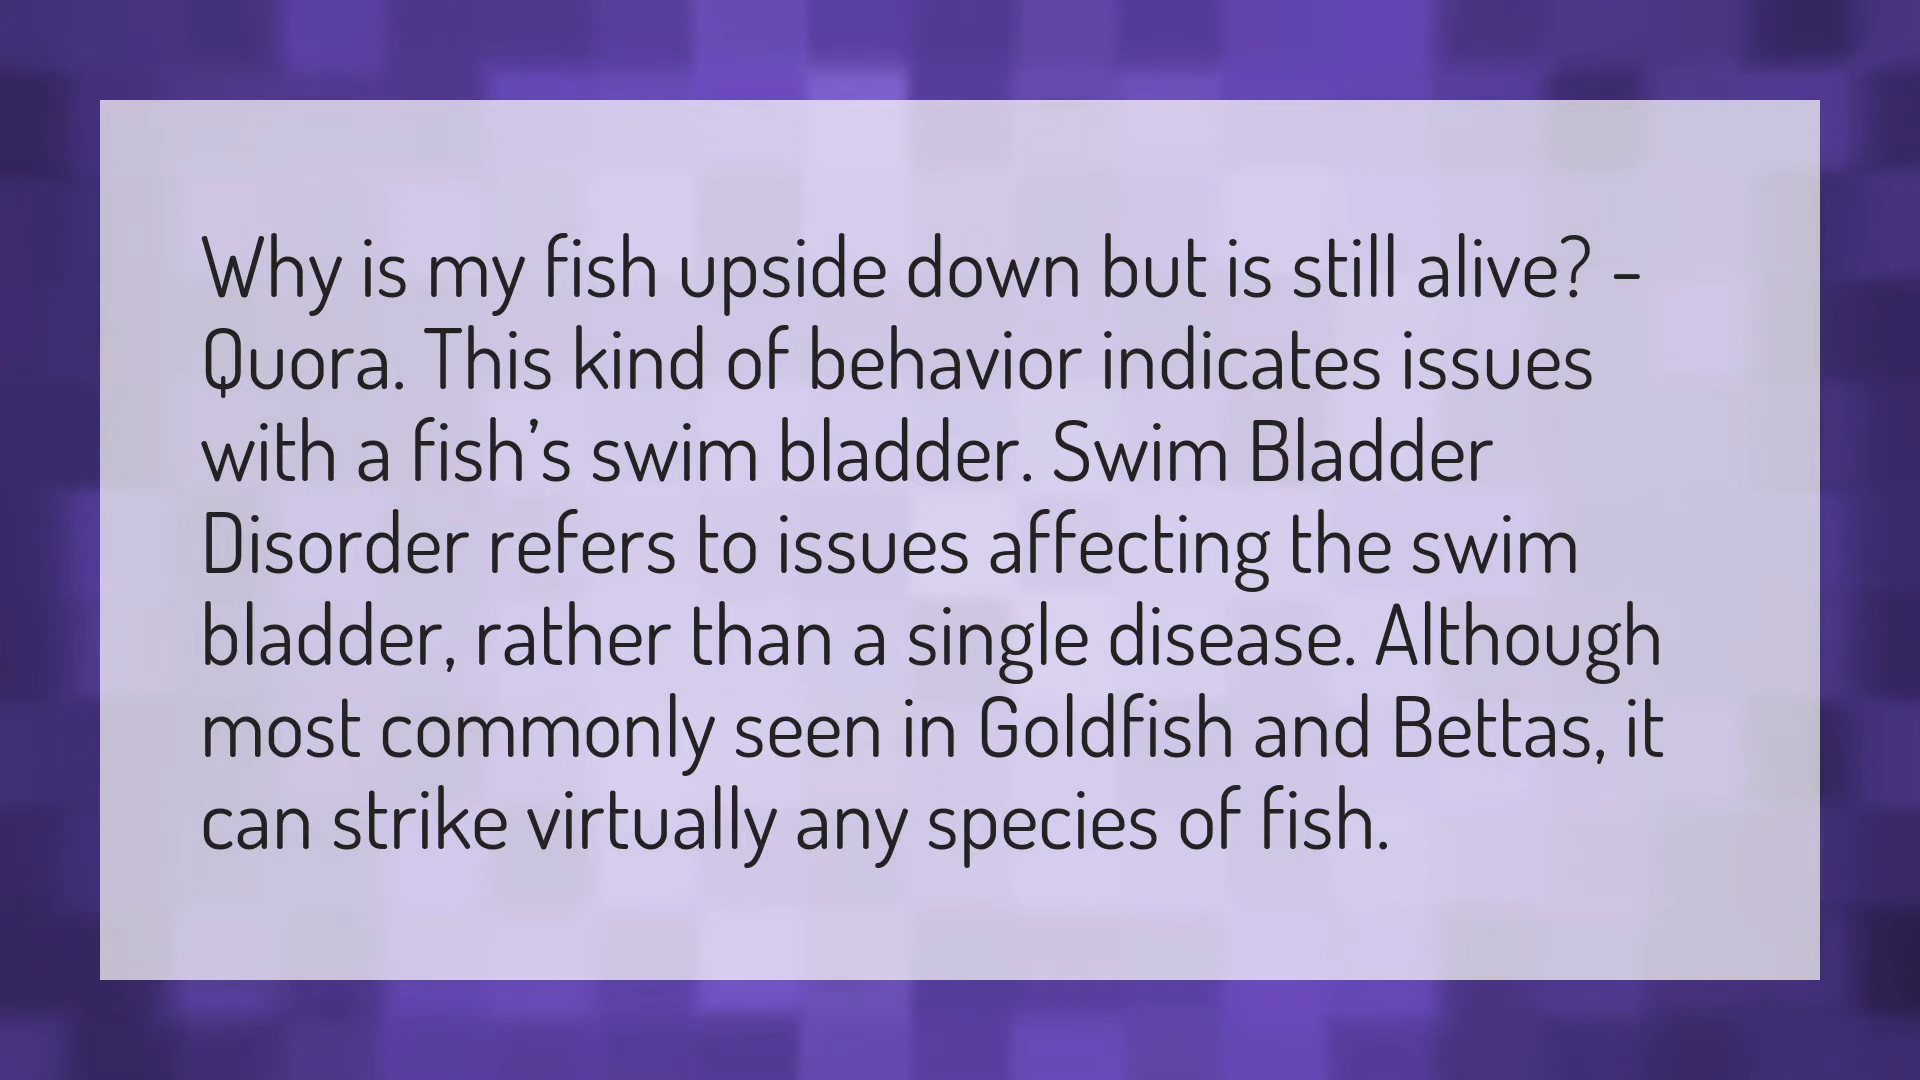 Why is my fish upside down but is still alive? -
Quora. This kind of behavior indicates issues
with a fish’s swim bladder. Swim Bladder
Disorder refers to issues affecting the swim
bladder, rather than a single disease. Although
most commonly seen in Goldfish and Bettas, it
can strike virtually any species of fish.